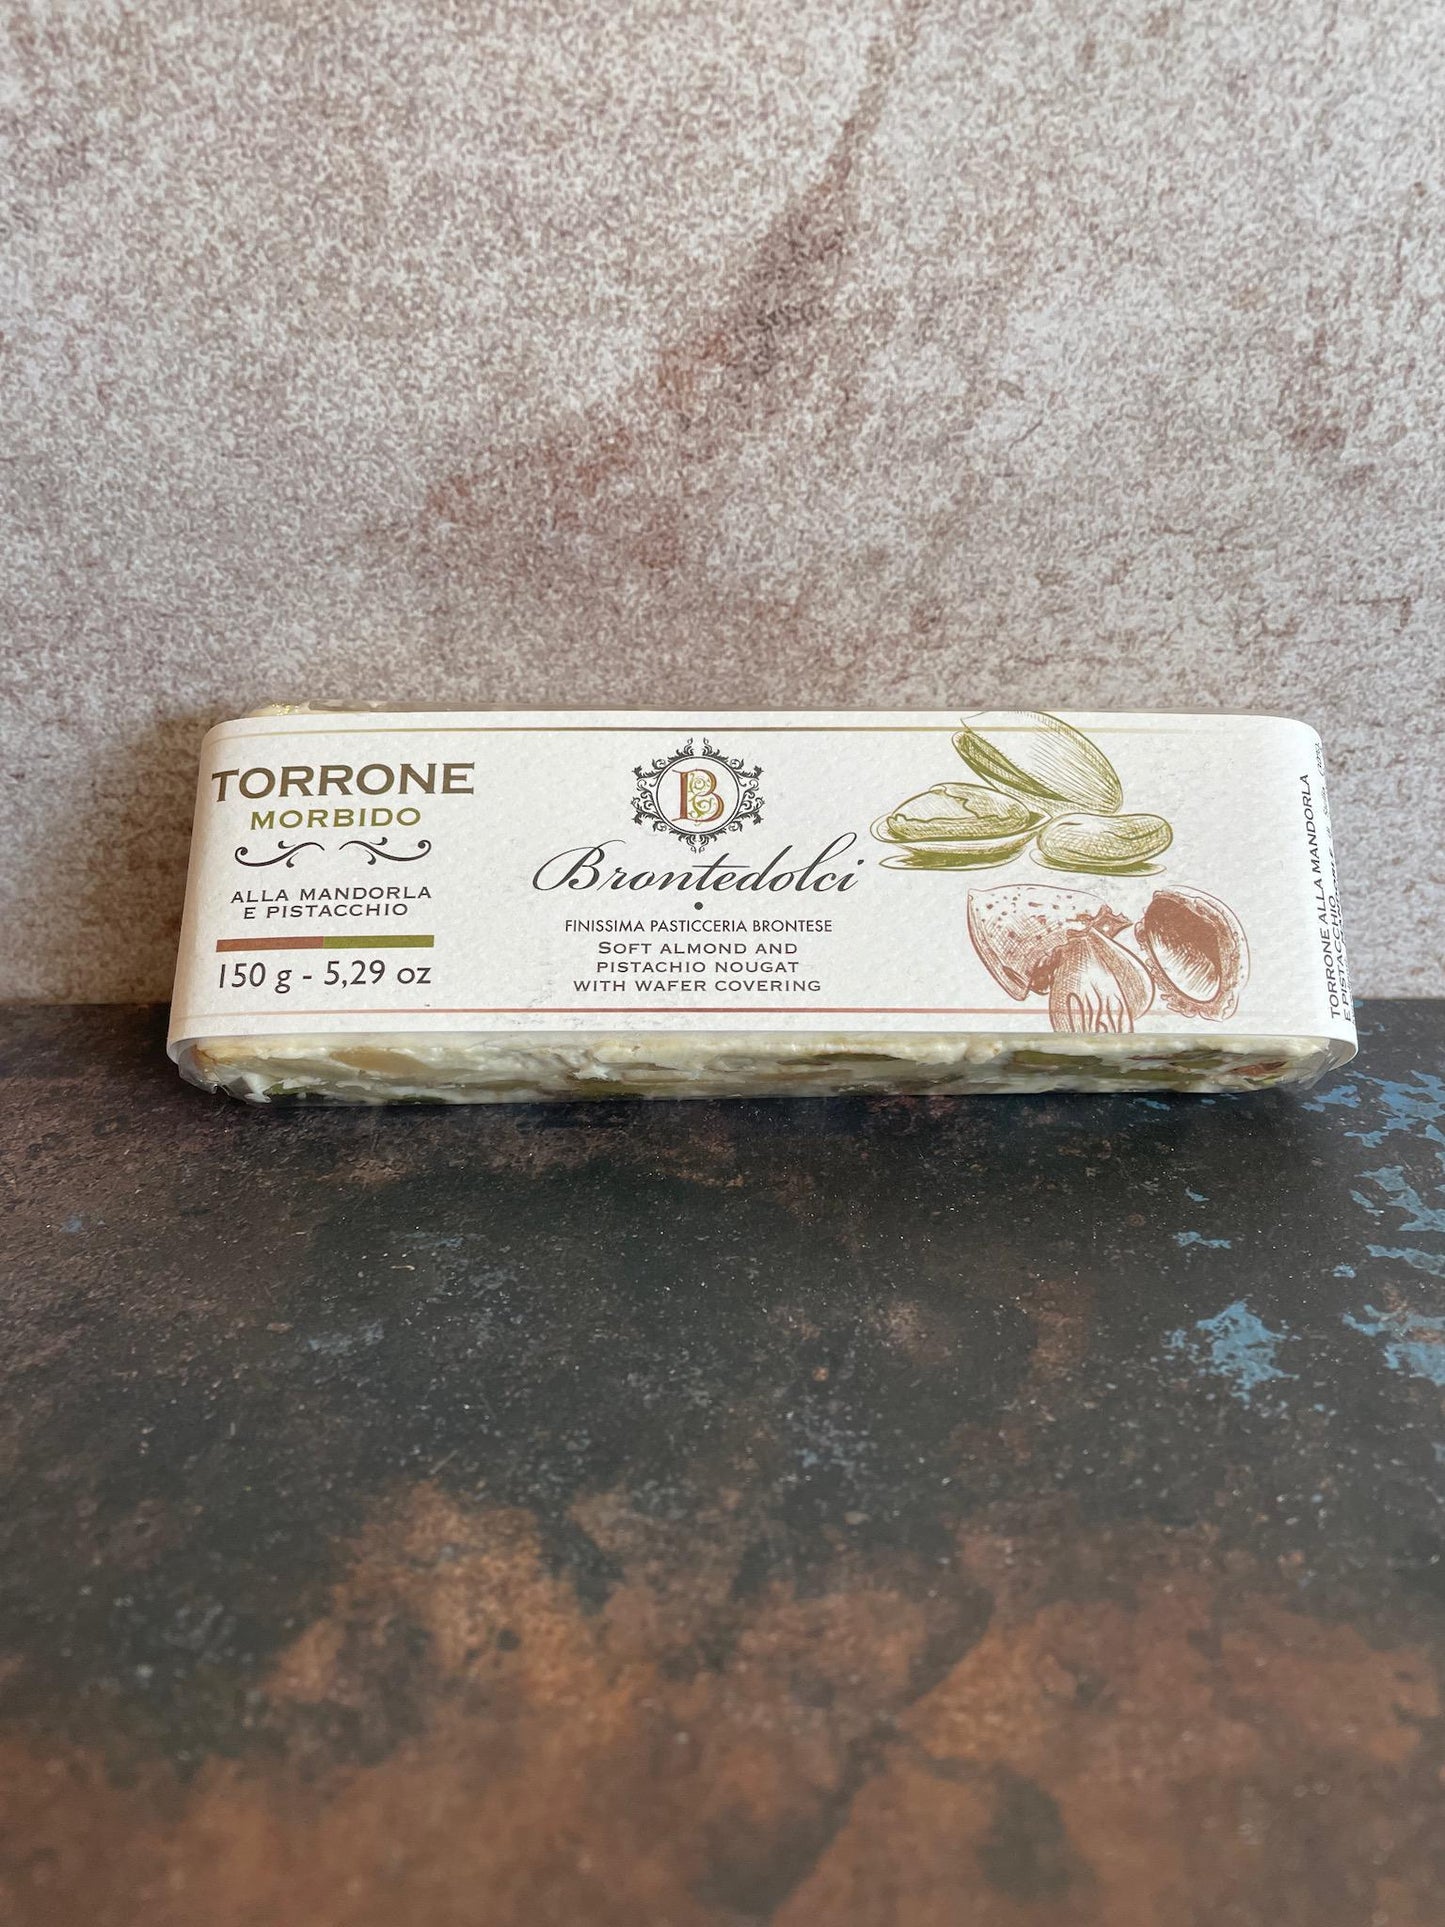 TORRONE
MORBIDO
ALLA MANDORLA
E PISTACCHIO
150 g - 5,29 oz
B
Brontedolci
FINISSIMA PASTICCERIA BRONTESE
SOFT ALMOND AND
PISTACHIO NOUGAT
WITH WAFER COVERING
TORRONE ALLA MANDORLA
E PISTACCHIO